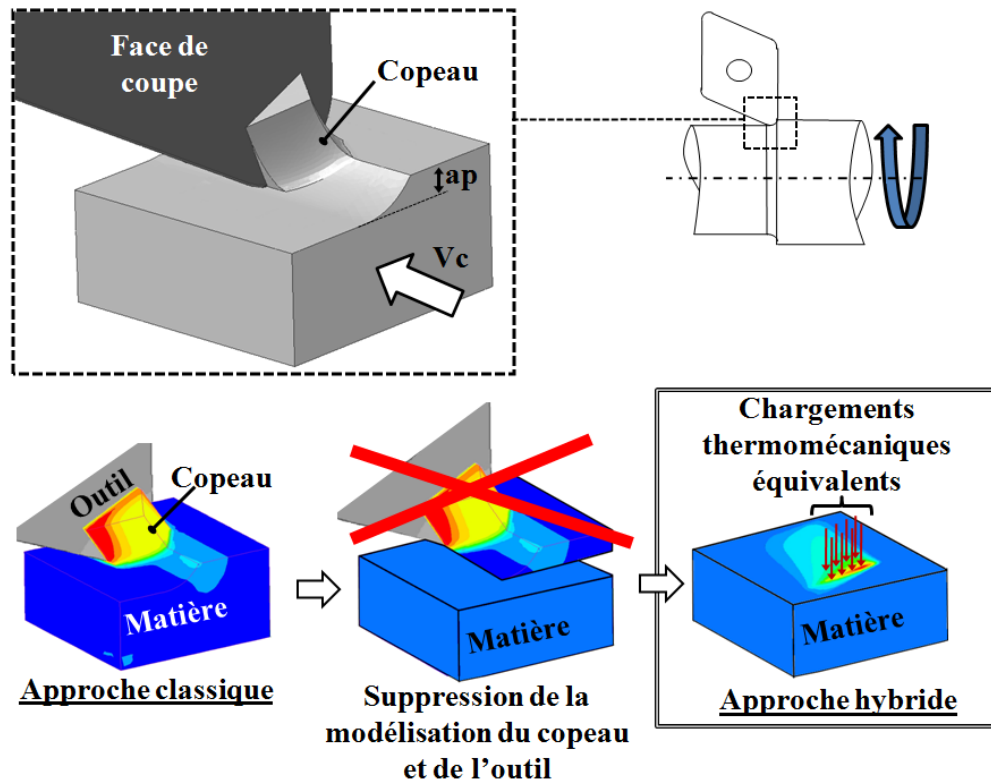 Face de
coupe
Copeau
ap
Vc
Outil
Copeau
Matière
Approche classique
Matière
Suppression de la
modélisation du copeau
et de l'outil
Chargements
thermomécaniques
équivalents
Matière
Approche hybride